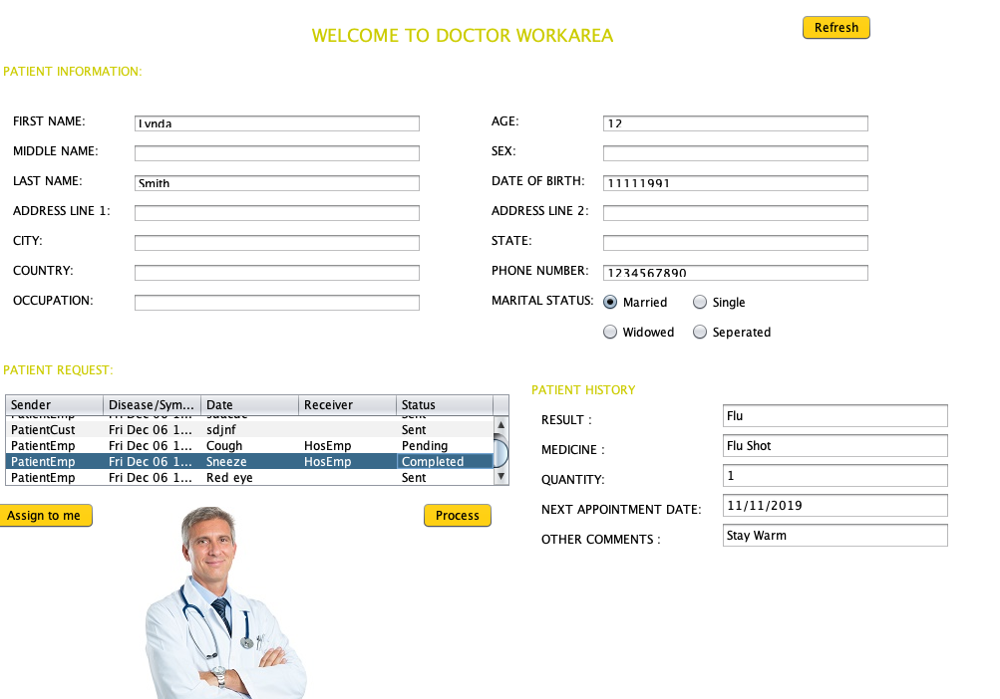 WELCOME TO DOCTOR WORKAREA
Refresh
PATIENT INFORMATION:
FIRST NAME: Lynda AGE: 12
MIDDLE NAME: SEX:
LAST NAME: Smith DATE OF BIRTH: 11111991
ADDRESS LINE 1: ADDRESS LINE 2:
CITY: STATE:
COUNTRY: PHONE NUMBER: 1234567890
OCCUPATION: MARITAL STATUS: Married Single
Widowed Seperated
PATIENT REQUEST:
Sender Disease/Sym... Date Receiver Status
PatientEmp Fri Dec 06 1... Sent
PatientCust Fri Dec 06 1... sdjnf Sent
PatientEmp Fri Dec 06 1... Cough HosEmp Pending
PatientEmp Fri Dec 06 1... Sneeze HosEmp Completed
PatientEmp Fri Dec 06 1... Red eye Sent
Assign to me Process
PATIENT HISTORY
RESULT : Flu
MEDICINE : Flu Shot
QUANTITY: 1
NEXT APPOINTMENT DATE: 11/11/2019
OTHER COMMENTS : Stay Warm